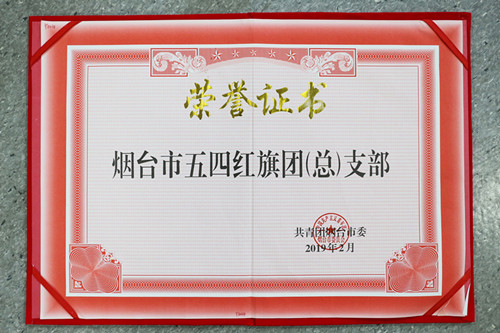 荣誉证书
烟台市五四红旗团(总)支部
共青团烟台市委
2019年2月